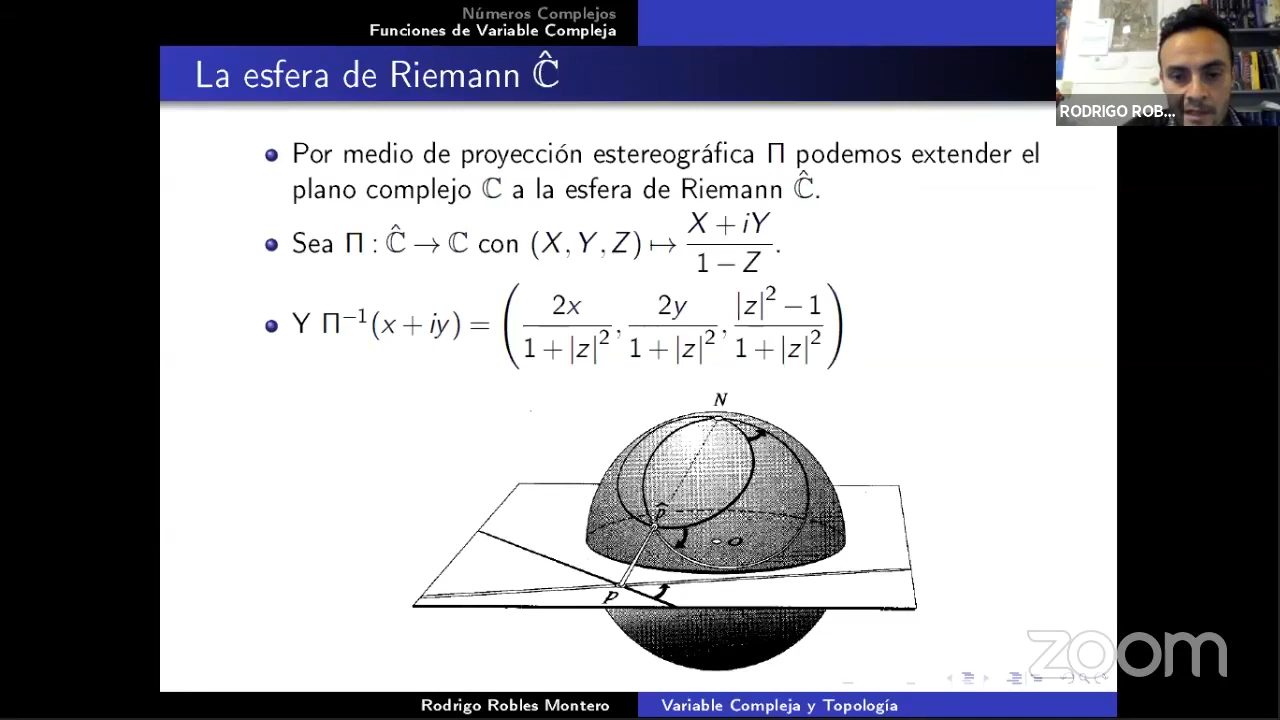 Números Complejos
Funciones de Variable Compleja
La esfera de Riemann Ĉ
RODRIGO ROB...
Por medio de proyección estereográfica Π podemos extender el
plano complejo ℂ a la esfera de Riemann Ĉ.
Sea Π : Ĉ → ℂ con (X, Y, Z) ↦ (X + iY)/(1 − Z).
Y Π⁻¹(x + iy) = (2x/(1 + |z|²), 2y/(1 + |z|²), (|z|² − 1)/(1 + |z|²))
N
p̂
O
p
zoom
Rodrigo Robles Montero
Variable Compleja y Topología